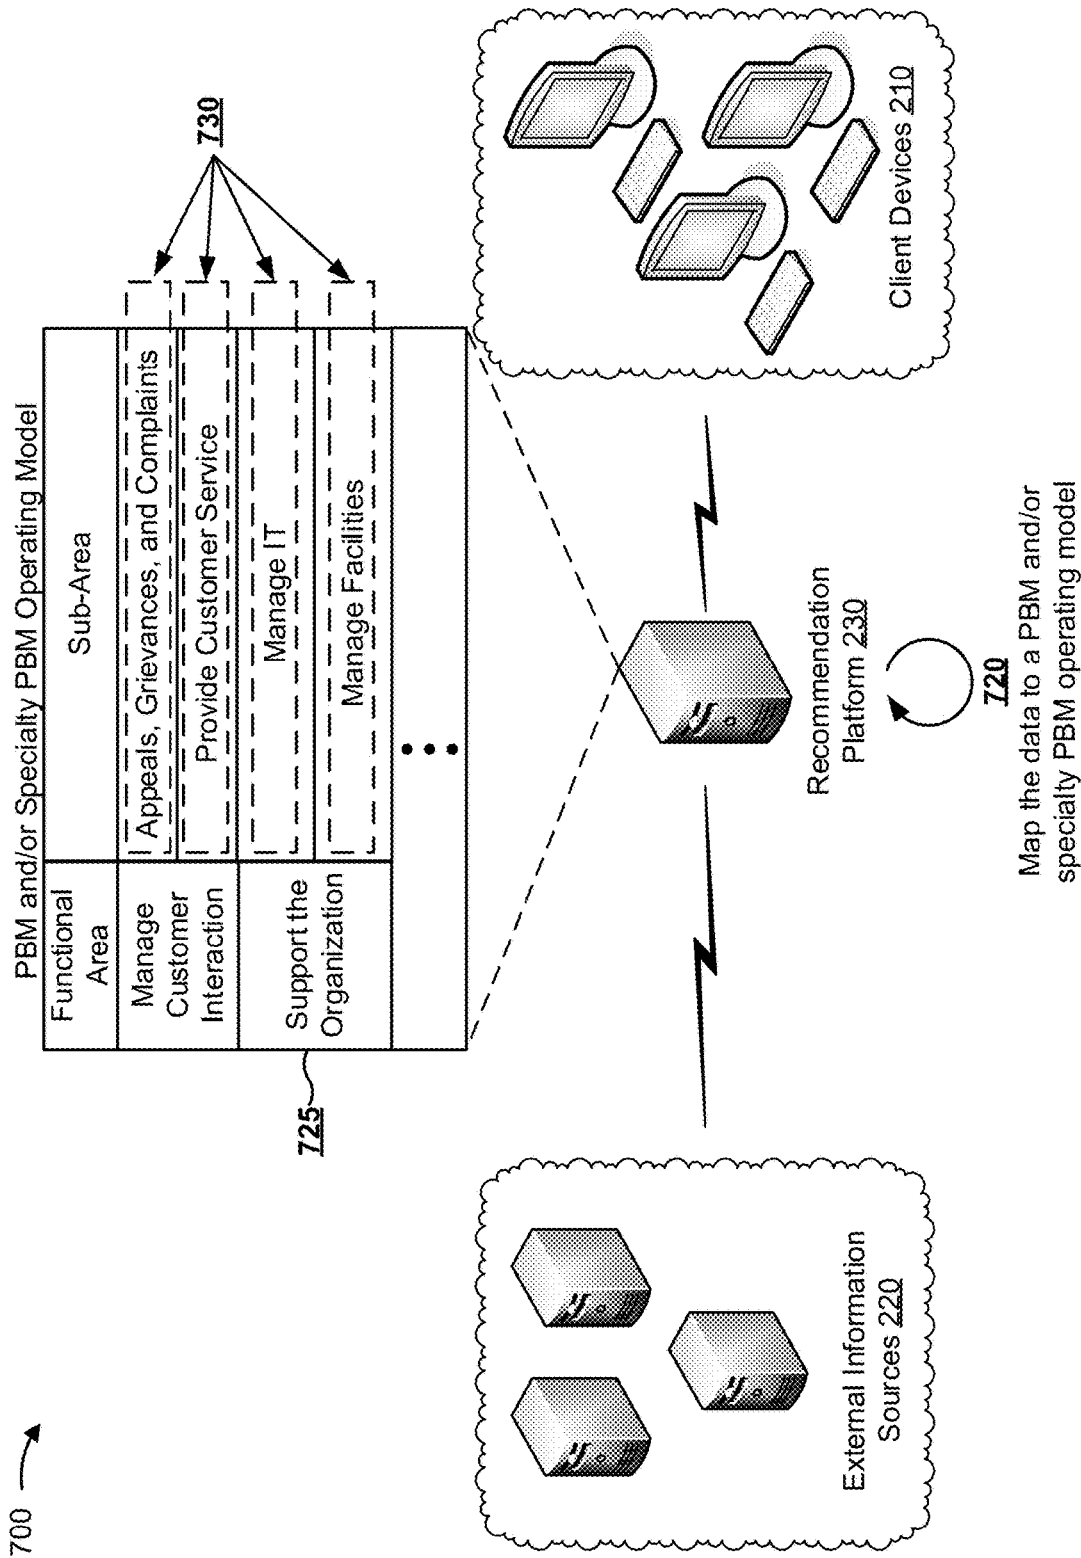 700
PBM and/or Specialty PBM Operating Model
Functional
Area
Sub-Area
Manage
Customer
Interaction
Appeals, Grievances, and Complaints
Provide Customer Service
Support the
Organization
Manage IT
Manage Facilities
725
730
External Information
Sources 220
Recommendation
Platform 230
Client Devices 210
720
Map the data to a PBM and/or
specialty PBM operating model